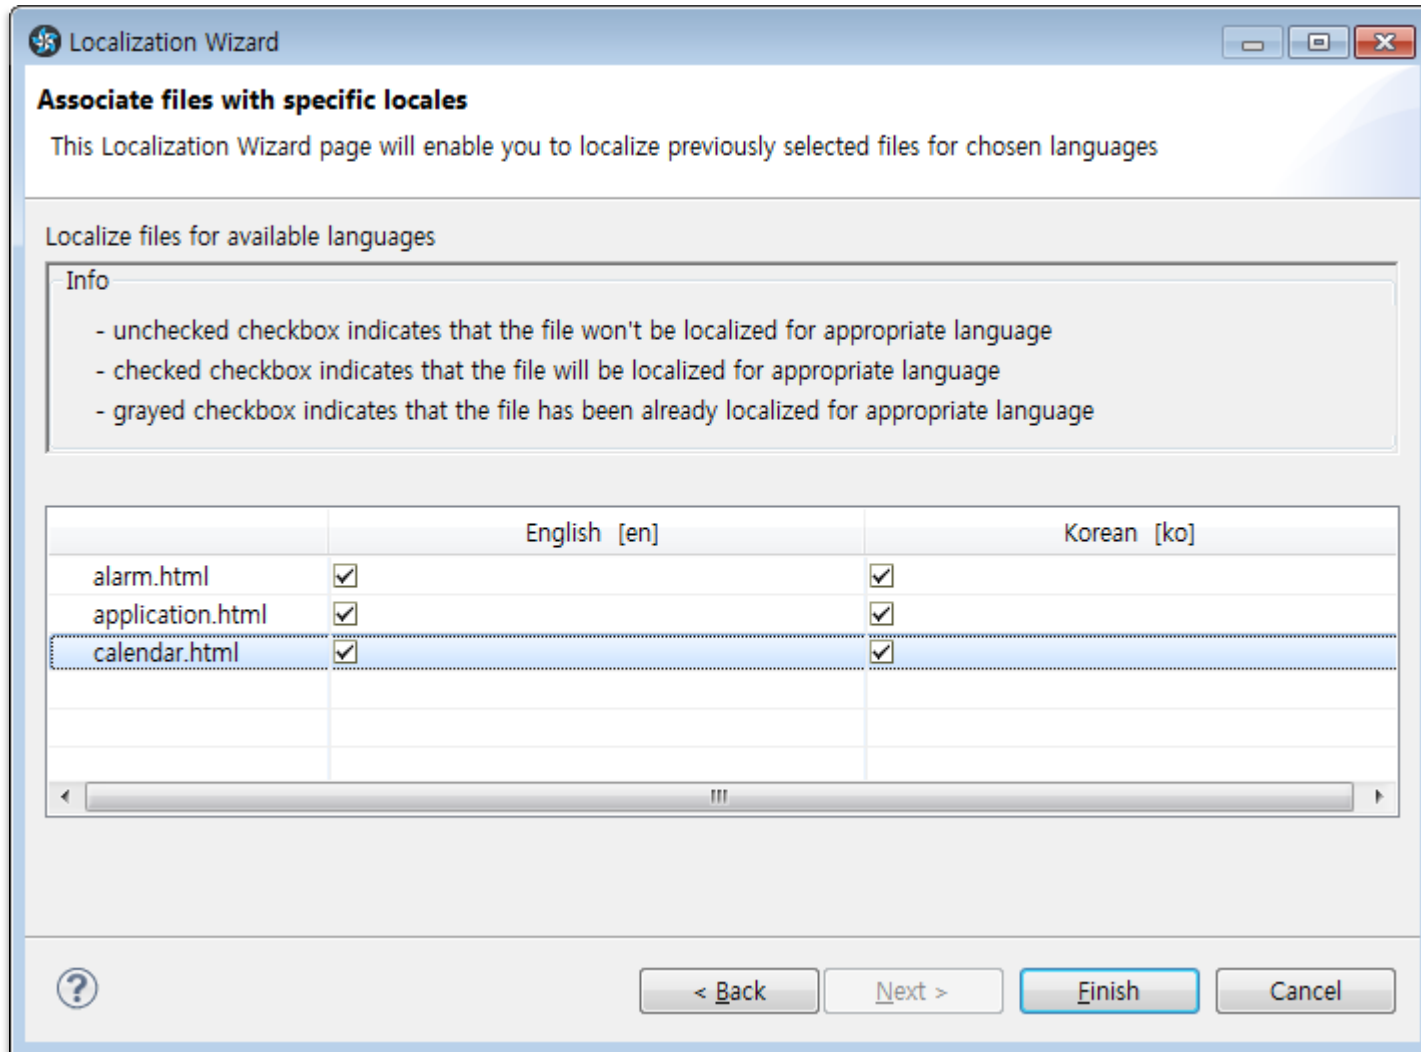 Localization Wizard
Associate files with specific locales
This Localization Wizard page will enable you to localize previously selected files for chosen languages
Localize files for available languages
Info
- unchecked checkbox indicates that the file won't be localized for appropriate language
- checked checkbox indicates that the file will be localized for appropriate language
- grayed checkbox indicates that the file has been already localized for appropriate language
English [en] Korean [ko]
alarm.html
application.html
calendar.html
< Back Next > Finish Cancel